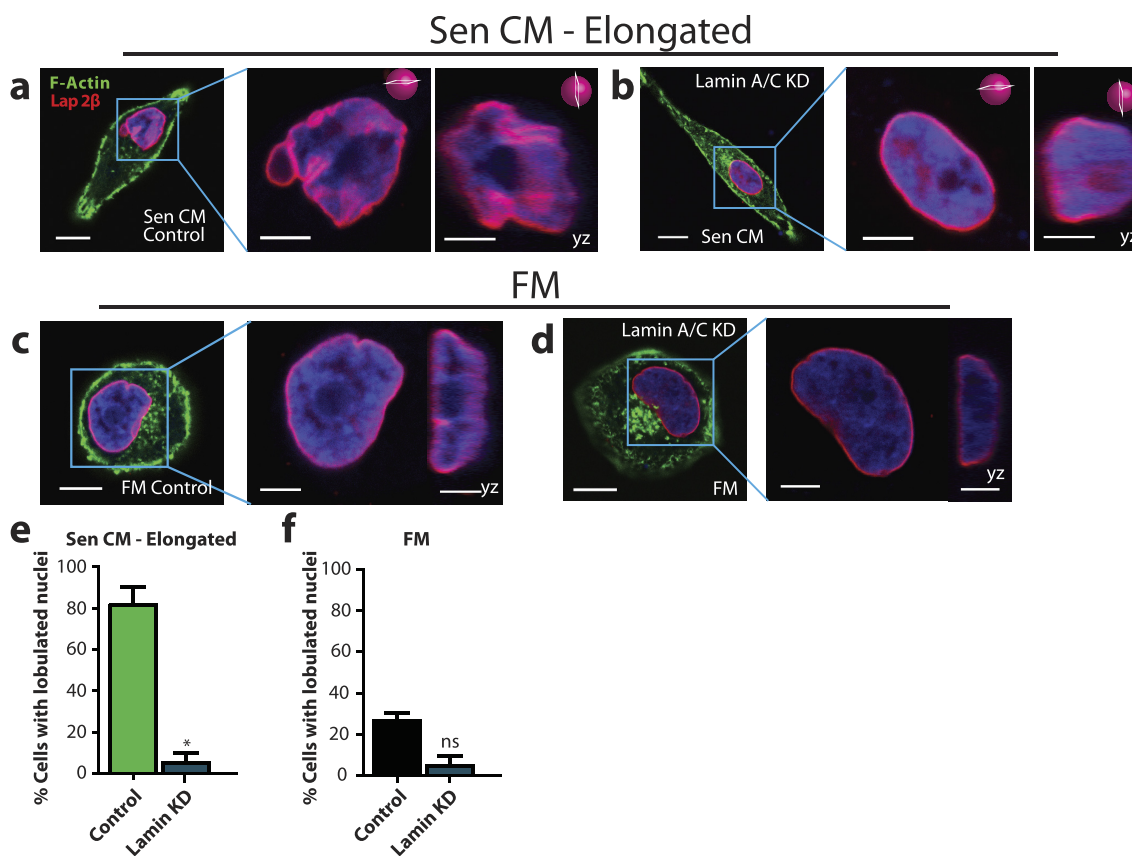 Sen CM - Elongated
a
F-Actin
Lap 2β
Sen CM
Control
yz
b
Lamin A/C KD
Sen CM
yz
FM
c
FM Control
yz
d
Lamin A/C KD
FM
yz
e
Sen CM - Elongated
% Cells with lobulated nuclei
100
80
60
40
20
0
*
Control
Lamin KD
f
FM
% Cells with lobulated nuclei
100
80
60
40
20
0
ns
Control
Lamin KD